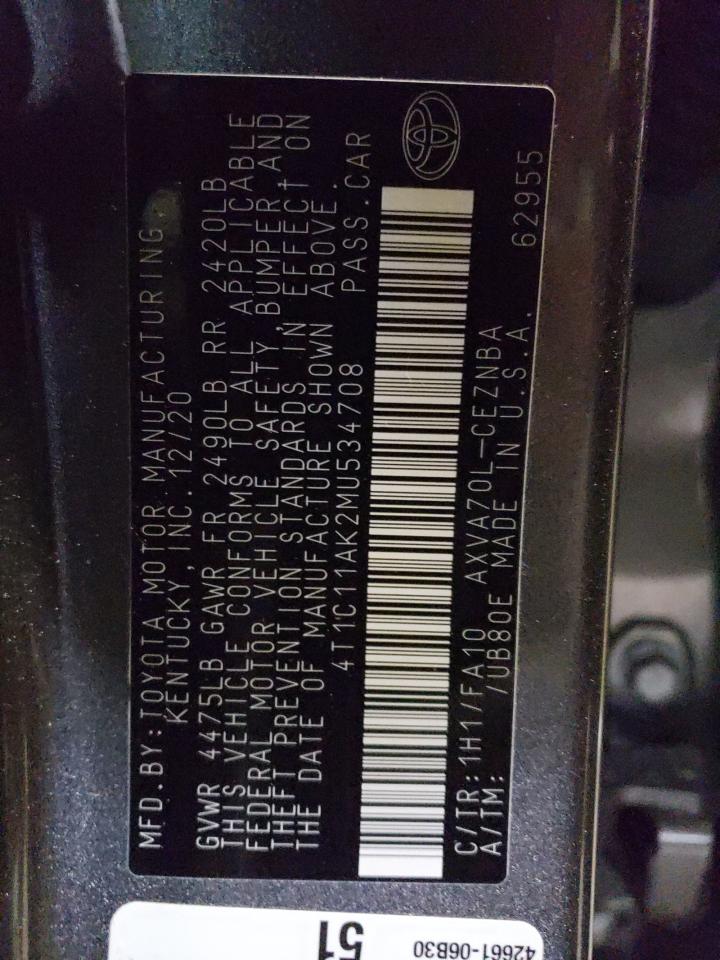 MFD.BY:TOYOTA MOTOR MANUFACTURING,
KENTUCKY,INC.12/20
GVWR 4475LB GAWR FR 2490LB RR 2420LB
THIS VEHICLE CONFORMS TO ALL APPLICABLE
FEDERAL MOTOR VEHICLE SAFETY,BUMPER,AND
THEFT PREVENTION STANDARDS IN EFFECT ON
THE DATE OF MANUFACTURE SHOWN ABOVE.
4T1C11AK2MU534708 PASS.CAR
C/TR:1H1/FA10 AXVA70L-CEZNBA
A/TM: /UB80E MADE IN U.S.A. 62955
51
42661-06B30